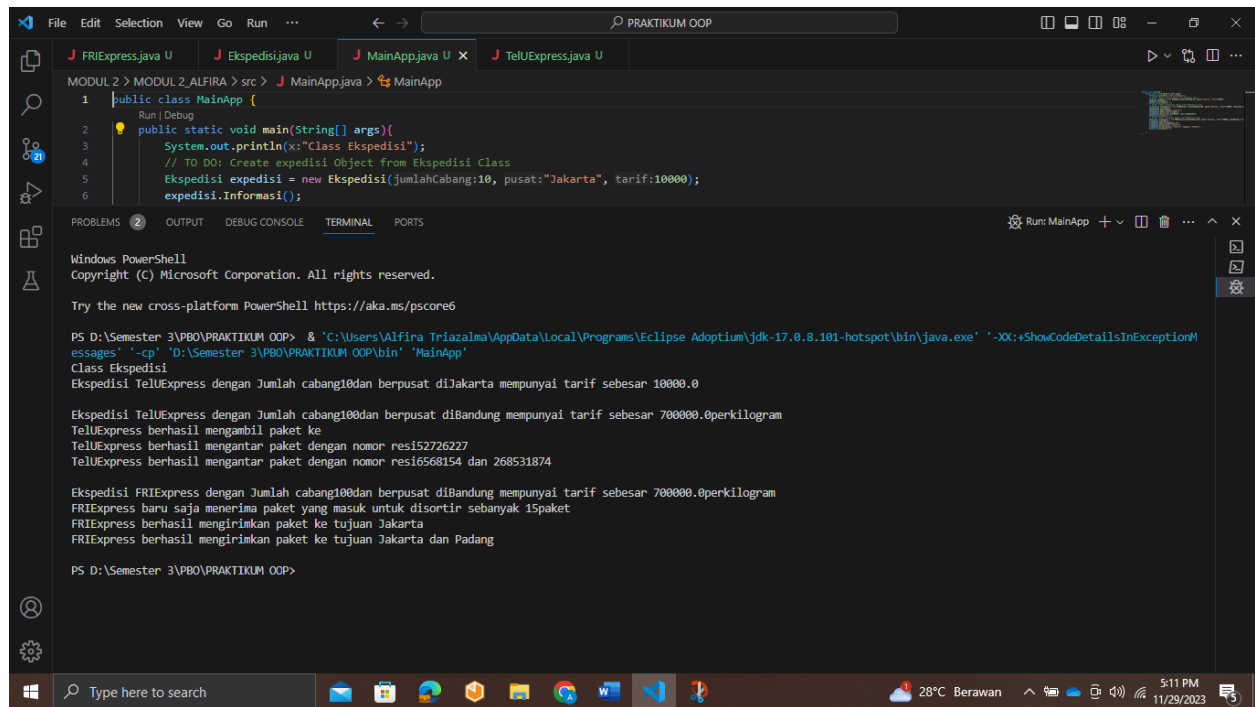 File Edit Selection View Go Run ··· PRAKTIKUM OOP
FRIExpress.java U Ekspedisi.java U MainApp.java U TelUExpress.java U
MODUL 2 > MODUL 2_ALFIRA > src > MainApp.java > MainApp
1 public class MainApp {
Run | Debug
2 public static void main(String[] args){
3 System.out.println(x:"Class Ekspedisi");
4 // TO DO: Create expedisi Object from Ekspedisi Class
5 Ekspedisi expedisi = new Ekspedisi(jumlahCabang:10, pusat:"Jakarta", tarif:10000);
6 expedisi.Informasi();
21
PROBLEMS 2 OUTPUT DEBUG CONSOLE TERMINAL PORTS Run: MainApp
Windows PowerShell
Copyright (C) Microsoft Corporation. All rights reserved.
Try the new cross-platform PowerShell https://aka.ms/pscore6
PS D:\Semester 3\PBO\PRAKTIKUM OOP> & 'C:\Users\Alfira Triazalma\AppData\Local\Programs\Eclipse Adoptium\jdk-17.0.8.101-hotspot\bin\java.exe' '-XX:+ShowCodeDetailsInExceptionM
essages' '-cp' 'D:\Semester 3\PBO\PRAKTIKUM OOP\bin' 'MainApp'
Class Ekspedisi
Ekspedisi TelUExpress dengan Jumlah cabang10dan berpusat diJakarta mempunyai tarif sebesar 10000.0
Ekspedisi TelUExpress dengan Jumlah cabang100dan berpusat diBandung mempunyai tarif sebesar 700000.0perkilogram
TelUExpress berhasil mengambil paket ke
TelUExpress berhasil mengantar paket dengan nomor resi52726227
TelUExpress berhasil mengantar paket dengan nomor resi6568154 dan 268531874
Ekspedisi FRIExpress dengan Jumlah cabang100dan berpusat diBandung mempunyai tarif sebesar 700000.0perkilogram
FRIExpress baru saja menerima paket yang masuk untuk disortir sebanyak 15paket
FRIExpress berhasil mengirimkan paket ke tujuan Jakarta
FRIExpress berhasil mengirimkan paket ke tujuan Jakarta dan Padang
PS D:\Semester 3\PBO\PRAKTIKUM OOP>
Type here to search 28°C Berawan 5:11 PM
11/29/2023 5